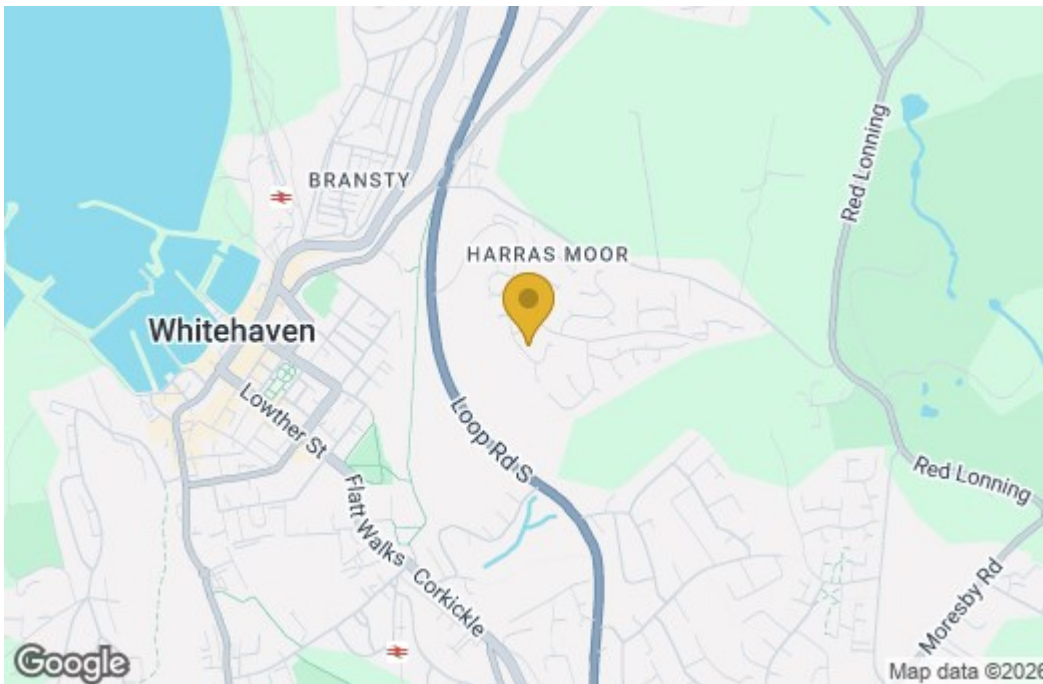 BRANSTY
Red Lonning
HARRAS MOOR
Whitehaven
Lowther St
Loop Rd S
Flatt Walks
Red Lonning
Corkickle
Moresby Rd
Google
Map data ©2026